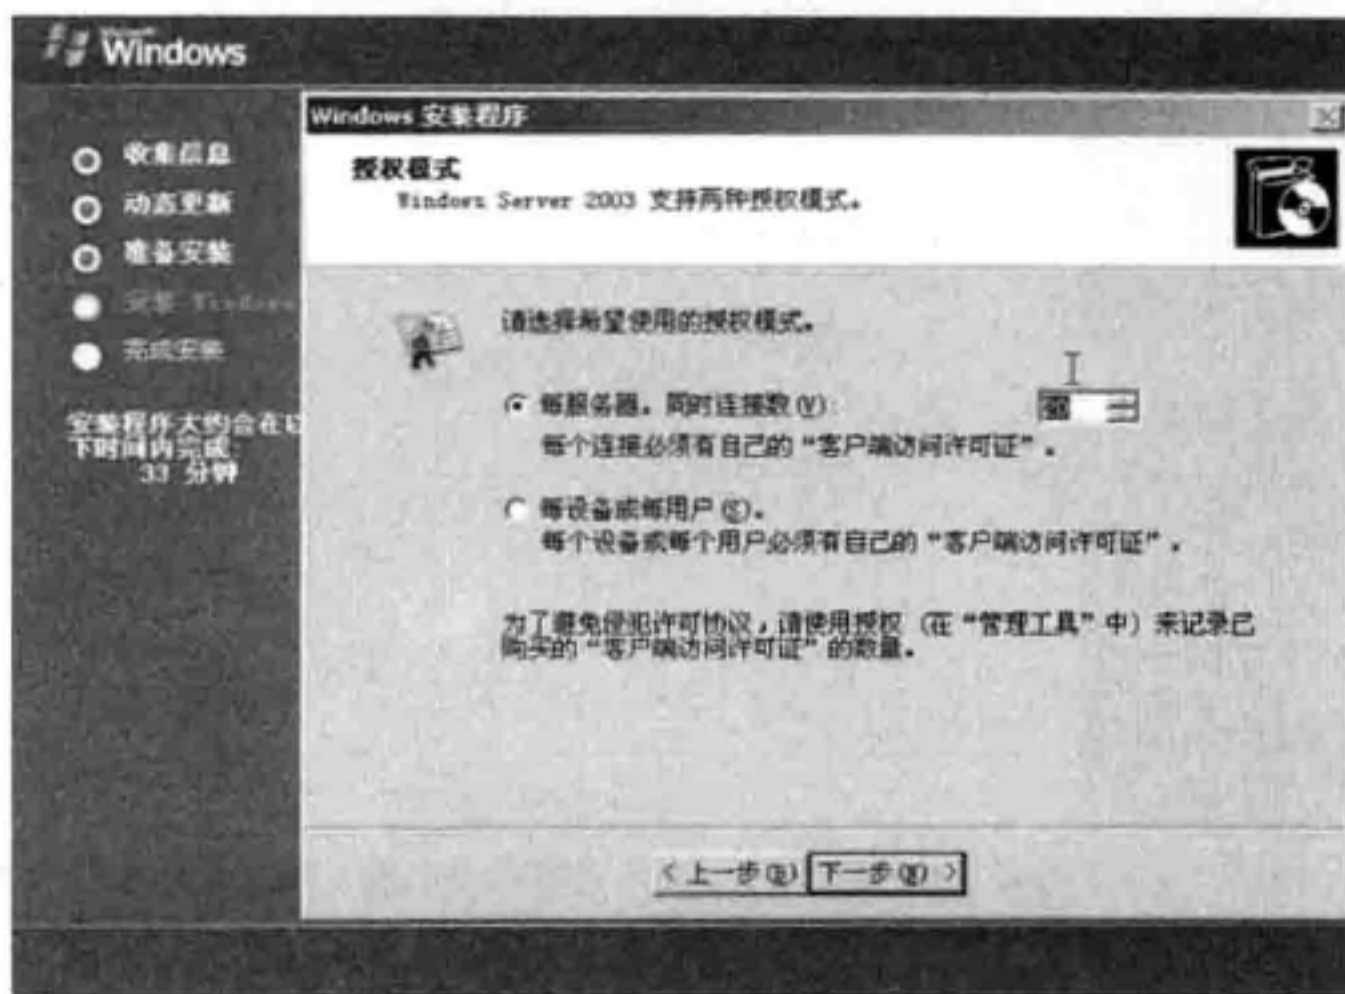 Microsoft
Windows
收集信息
动态更新
准备安装
安装 Windows
完成安装
安装程序大约会在以
下时间内完成:
33 分钟
Windows 安装程序
授权模式
Windows Server 2003 支持两种授权模式。
请选择希望使用的授权模式。
每服务器。同时连接数(V):
每个连接必须有自己的“客户端访问许可证”。
每设备或每用户(S)。
每个设备或每个用户必须有自己的“客户端访问许可证”。
为了避免侵犯许可协议,请使用授权(在“管理工具”中)来记录已
购买的“客户端访问许可证”的数量。
< 上一步(B) 下一步(N) >